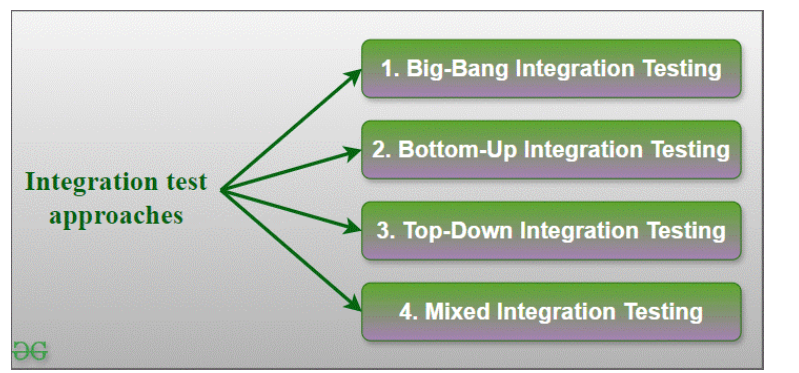 Integration test
approaches
1. Big-Bang Integration Testing
2. Bottom-Up Integration Testing
3. Top-Down Integration Testing
4. Mixed Integration Testing